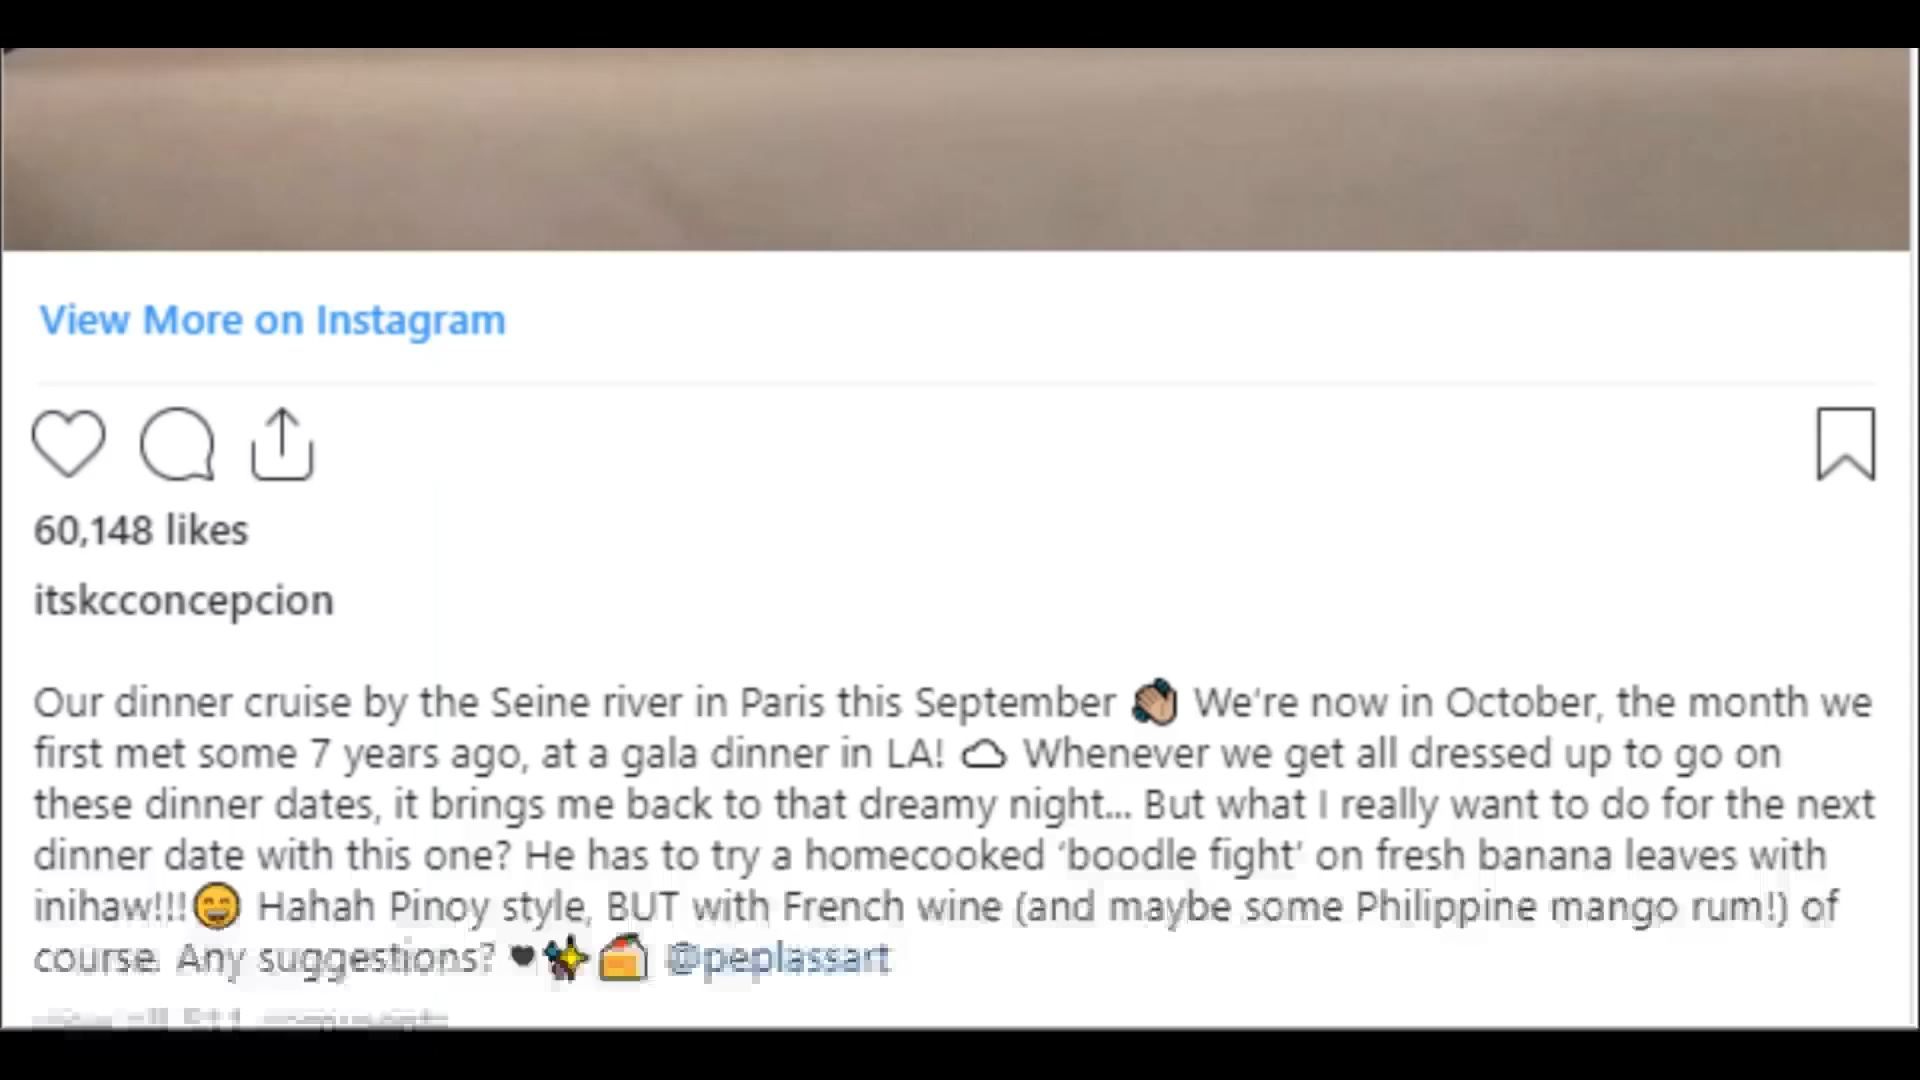 View More on Instagram
60,148 likes
itskcconcepcion
Our dinner cruise by the Seine river in Paris this September 👏🏽 We're now in October, the month we
first met some 7 years ago, at a gala dinner in LA! ☁ Whenever we get all dressed up to go on
these dinner dates, it brings me back to that dreamy night... But what I really want to do for the next
dinner date with this one? He has to try a homecooked ‘boodle fight’ on fresh banana leaves with
inihaw!!!😄 Hahah Pinoy style, BUT with French wine (and maybe some Philippine mango rum!) of
course. Any suggestions? ♥✨🍰 @peplassart
view all 511 comments